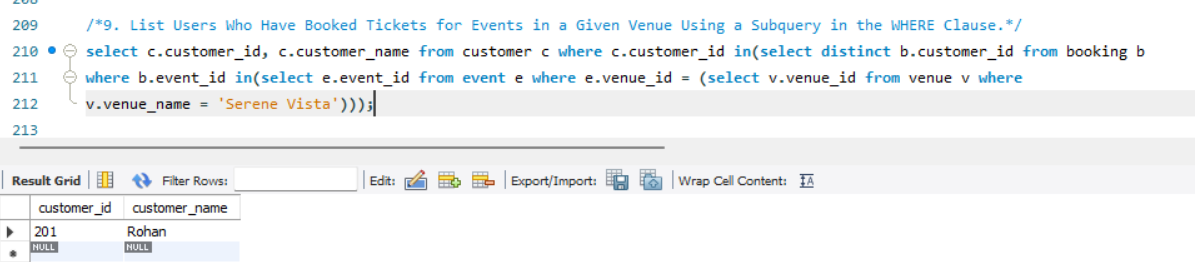 208
209 /*9. List Users Who Have Booked Tickets for Events in a Given Venue Using a Subquery in the WHERE Clause.*/
210 select c.customer_id, c.customer_name from customer c where c.customer_id in(select distinct b.customer_id from booking b
211 where b.event_id in(select e.event_id from event e where e.venue_id = (select v.venue_id from venue v where
212 v.venue_name = 'Serene Vista')));
213
Result Grid Filter Rows: Edit: Export/Import: Wrap Cell Content: IA
customer_id customer_name
201 Rohan
NULL NULL